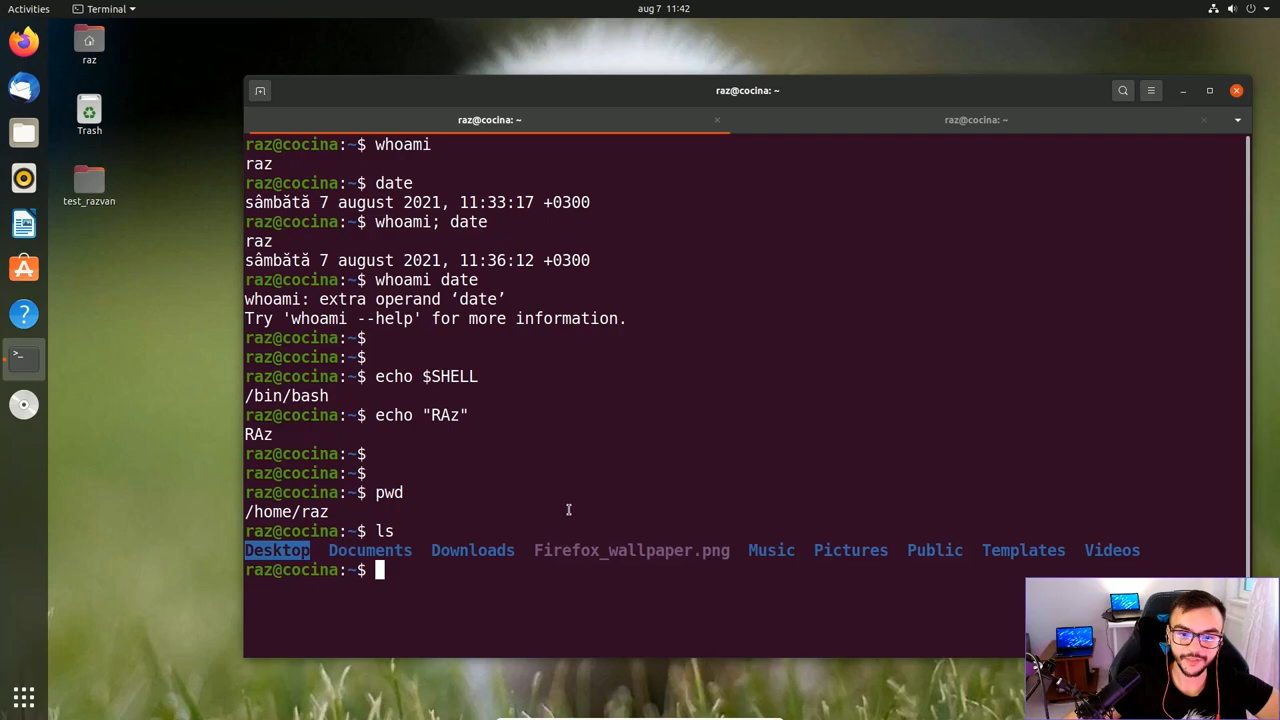 Activities
Terminal
aug 7 11:42
raz
Trash
test_razvan
raz@cocina: ~
raz@cocina: ~
raz@cocina: ~
raz@cocina:~$ whoami
raz
raz@cocina:~$ date
sâmbătă 7 august 2021, 11:33:17 +0300
raz@cocina:~$ whoami; date
raz
sâmbătă 7 august 2021, 11:36:12 +0300
raz@cocina:~$ whoami date
whoami: extra operand ‘date’
Try 'whoami --help' for more information.
raz@cocina:~$
raz@cocina:~$
raz@cocina:~$ echo $SHELL
/bin/bash
raz@cocina:~$ echo "RAz"
RAz
raz@cocina:~$
raz@cocina:~$
raz@cocina:~$ pwd
/home/raz
raz@cocina:~$ ls
Desktop Documents Downloads Firefox_wallpaper.png Music Pictures Public Templates Videos
raz@cocina:~$